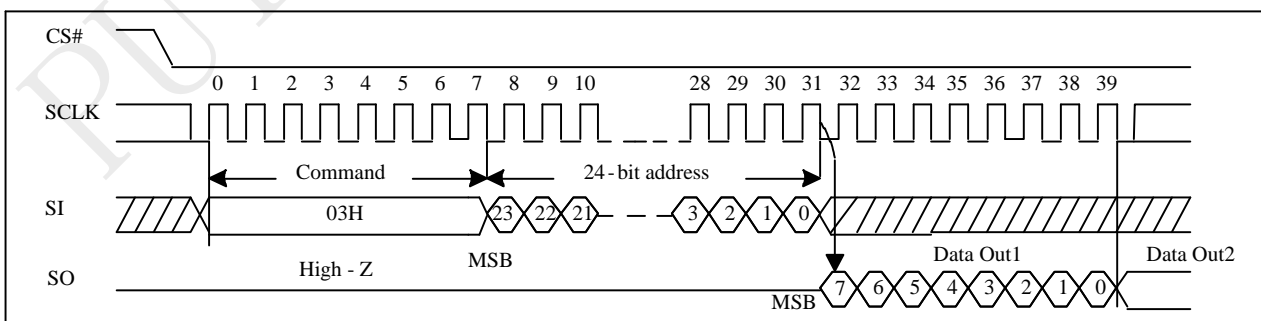 PU
CS#
0 1 2 3 4 5 6 7 8 9 10 28 29 30 31 32 33 34 35 36 37 38 39
SCLK
Command 24-bit address
SI 03H 23 22 21 3 2 1 0
High - Z MSB Data Out1 Data Out2
SO MSB 7 6 5 4 3 2 1 0